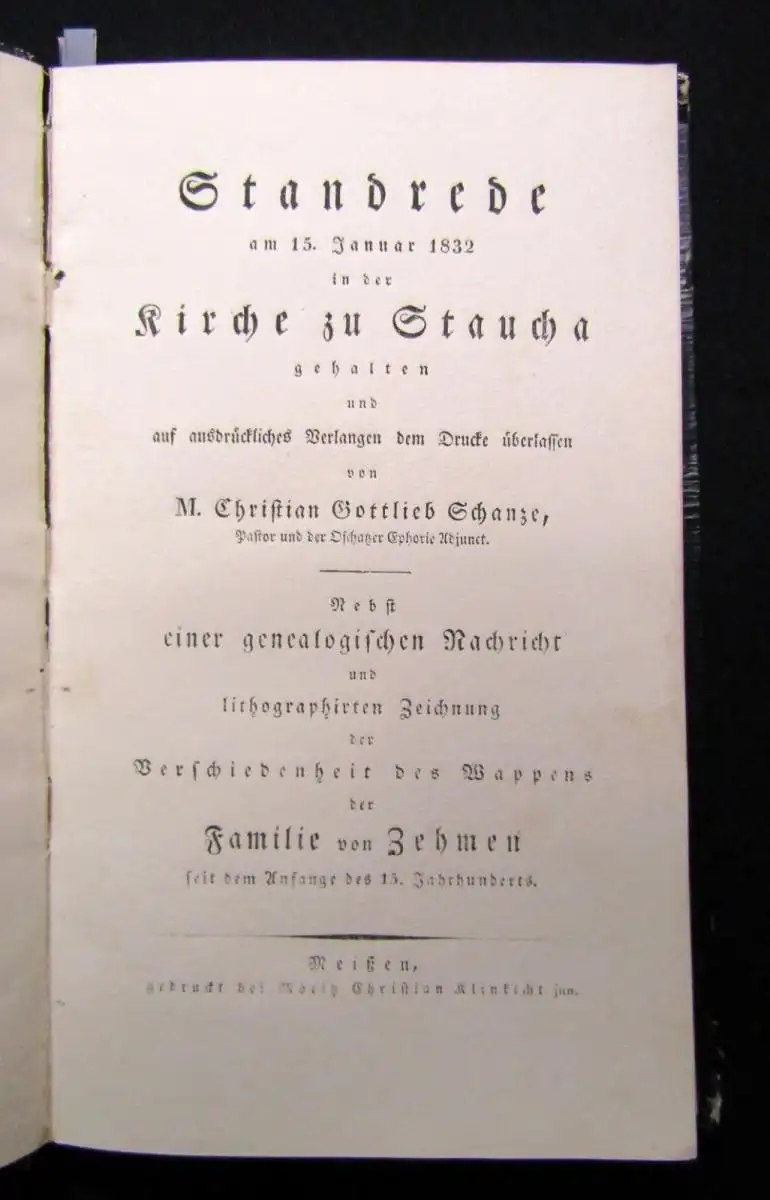 Standrede
am 15. Januar 1832
in der
Kirche zu Staucha
gehalten
und
auf ausdrückliches Verlangen dem Drucke überlassen
von
M. Christian Gottlieb Schanze,
Pastor und der Oschatzer Ephorie Adjunct.
Nebst
einer genealogischen Nachricht
und
lithographirten Zeichnung
der
Verschiedenheit des Wappens
der
Familie von Zehmen
seit dem Anfange des 15. Jahrhunderts.
Meißen,
gedruckt bei Moritz Christian Klinkicht jun.